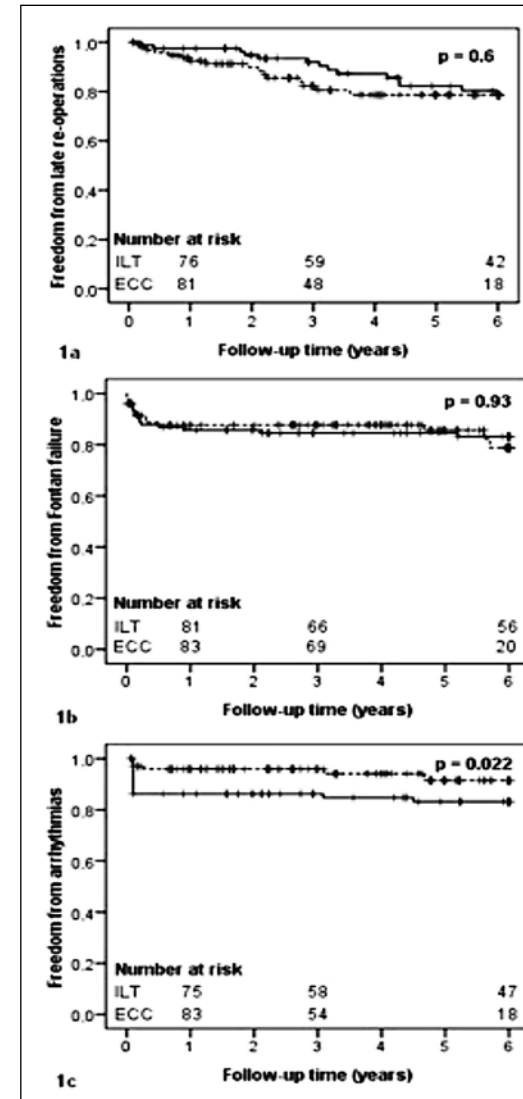 1,0
p = 0.6
0,8
0,6
0,4
0,2
0,0
Freedom from late re-operations
Number at risk
ILT 76 59 42
ECC 81 48 18
0 1 2 3 4 5 6
1a Follow-up time (years)
1,0
p = 0.93
0,8
0,6
0,4
0,2
0,0
Freedom from Fontan failure
Number at risk
ILT 81 66 56
ECC 83 69 20
0 1 2 3 4 5 6
1b Follow-up time (years)
1,0
p = 0.022
0,8
0,6
0,4
0,2
0,0
Freedom from arrhythmias
Number at risk
ILT 75 58 47
ECC 83 54 18
0 1 2 3 4 5 6
1c Follow-up time (years)